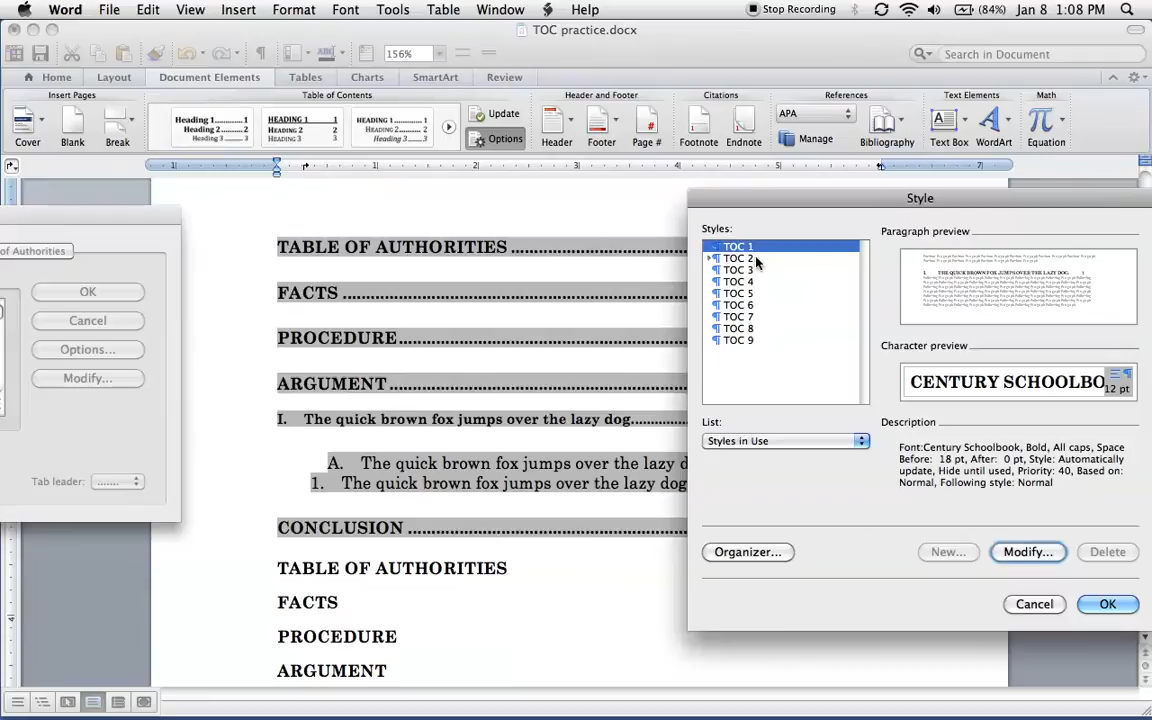 Word File Edit View Insert Format Font Tools Table Window Help Stop Recording (84%) Jan 8 1:08 PM
TOC practice.docx
156% Search in Document
Home Layout Document Elements Tables Charts SmartArt Review
Insert Pages Table of Contents Header and Footer Citations References Text Elements Math
Heading 1 1 HEADING 1 1 HEADING 1 1 Update APA
Heading 2 2 HEADING 2 2 HEADING 2 2
Heading 3 3 HEADING 3 3 Heading 3 3 Options Manage
Cover Blank Break Header Footer Page # Footnote Endnote Bibliography Text Box WordArt Equation
1 1 2 3 4 5 6 7
Style
Styles: Paragraph preview
TABLE OF AUTHORITIES
of Authorities
TOC 1
TOC 2
TOC 3
TOC 4
TOC 5
TOC 6
TOC 7
TOC 8
TOC 9
OK
FACTS
Cancel
PROCEDURE
Options...
Modify...
ARGUMENT
Character preview
CENTURY SCHOOLBO
12 pt
I. The quick brown fox jumps over the lazy dog
List:
Styles in Use
Description
Font:Century Schoolbook, Bold, All caps, Space
Before: 18 pt, After: 0 pt, Style: Automatically
update, Hide until used, Priority: 40, Based on:
Normal, Following style: Normal
A. The quick brown fox jumps over the lazy d
1. The quick brown fox jumps over the lazy dog
Tab leader: .......
CONCLUSION
Organizer... New... Modify... Delete
TABLE OF AUTHORITIES
FACTS
Cancel OK
PROCEDURE
ARGUMENT